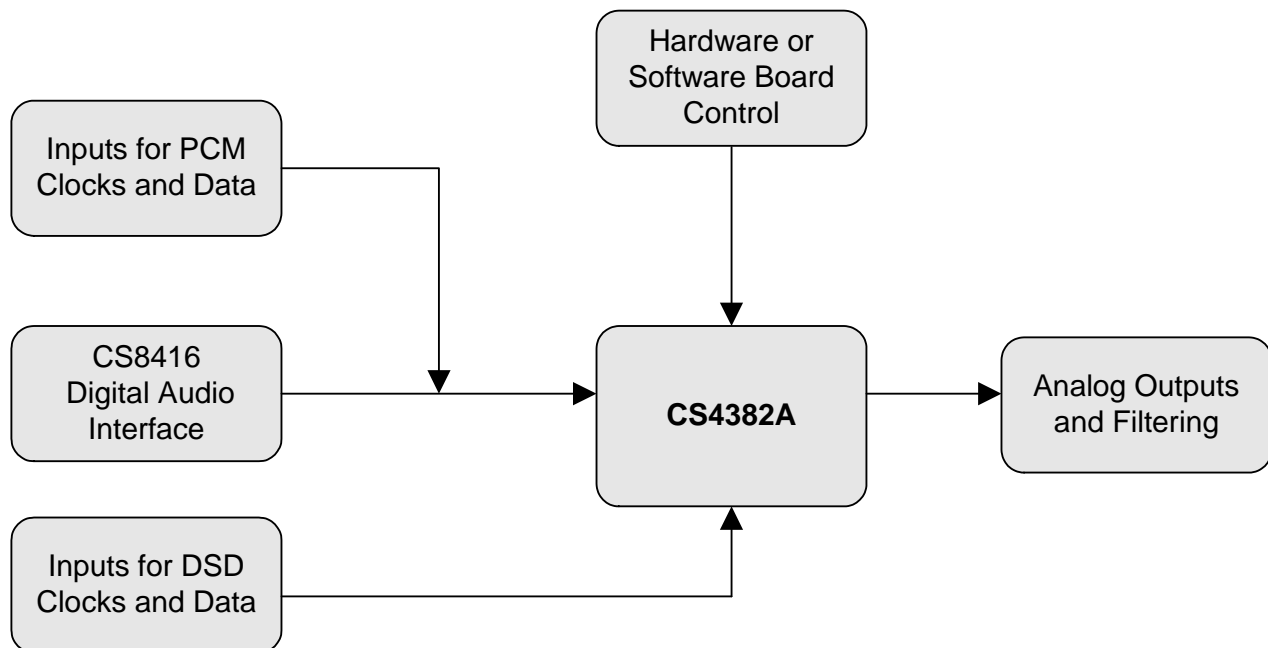 Hardware or
Software Board
Control
Inputs for PCM
Clocks and Data
CS8416
Digital Audio
Interface
CS4382A
Analog Outputs
and Filtering
Inputs for DSD
Clocks and Data